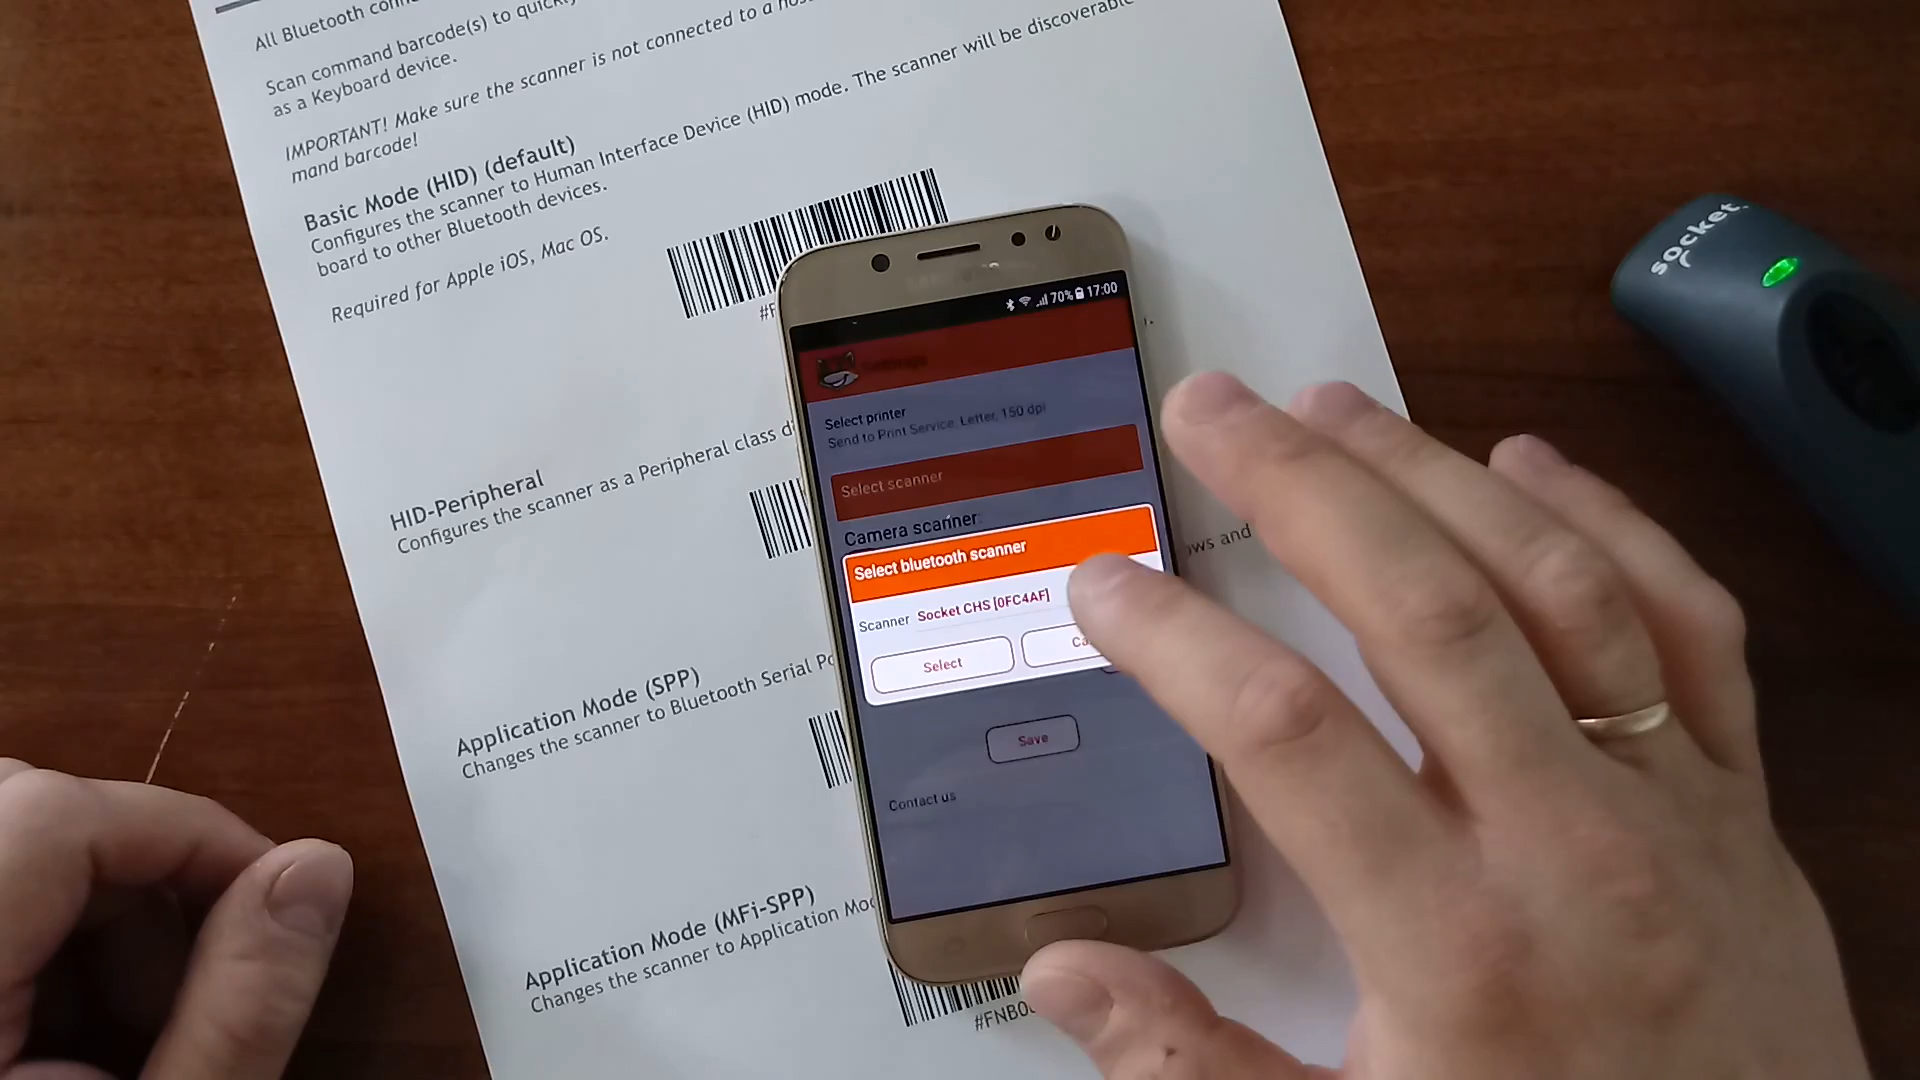 All Bluetooth
Scan command barcode(s) to quickly
as a Keyboard device.
IMPORTANT! Make sure the scanner is not connected to a
mand barcode!
Basic Mode (HID) (default)
Configures the scanner to Human Interface Device (HID) mode. The scanner will be discoverable
board to other Bluetooth devices.
Required for Apple iOS, Mac OS.
HID-Peripheral
Configures the scanner as a Peripheral class
ws and
Application Mode (SPP)
Changes the scanner to Bluetooth Serial
Application Mode (MFi-SPP)
Changes the scanner to Application
#FNB0
70% 17:00
Select printer
Send to Print Service, Letter, 150 dpi
Select scanner
Camera scanner
Select bluetooth scanner
Scanner Socket CHS [0FC4AF]
Select
Save
Contact us
socket